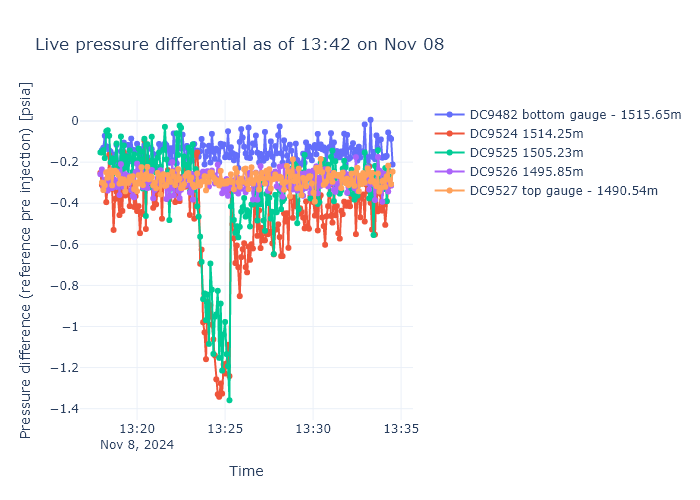 Live pressure differential as of 13:42 on Nov 08
Pressure difference (reference pre injection) [psia]
0
−0.2
−0.4
−0.6
−0.8
−1
−1.2
−1.4
13:20
Nov 8, 2024
13:25
13:30
13:35
Time
DC9482 bottom gauge - 1515.65m
DC9524 1514.25m
DC9525 1505.23m
DC9526 1495.85m
DC9527 top gauge - 1490.54m